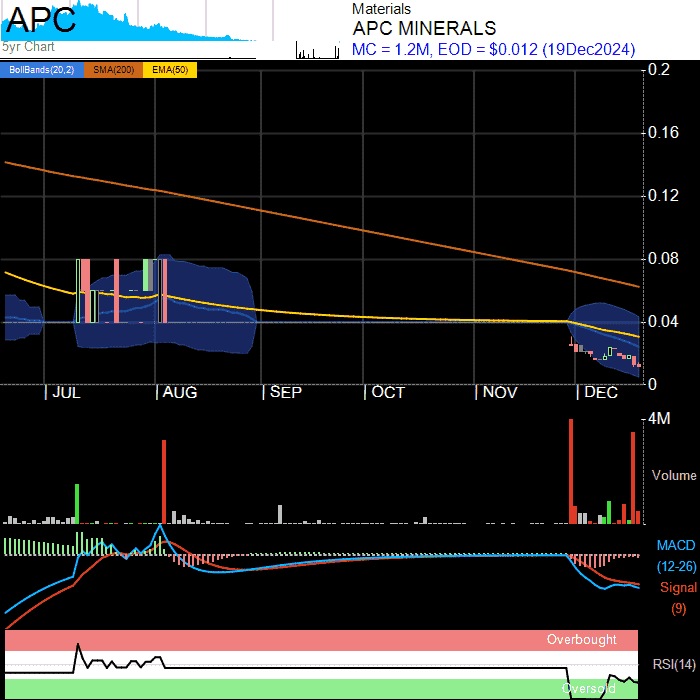 APC
5yr Chart
Materials
APC MINERALS
MC = 1.2M, EOD = $0.012 (19Dec2024)
BollBands(20,2) SMA(200) EMA(50)
0.2
0.16
0.12
0.08
0.04
0
JUL AUG SEP OCT NOV DEC
4M
Volume
MACD
(12-26)
Signal
(9)
Overbought
RSI(14)
Oversold